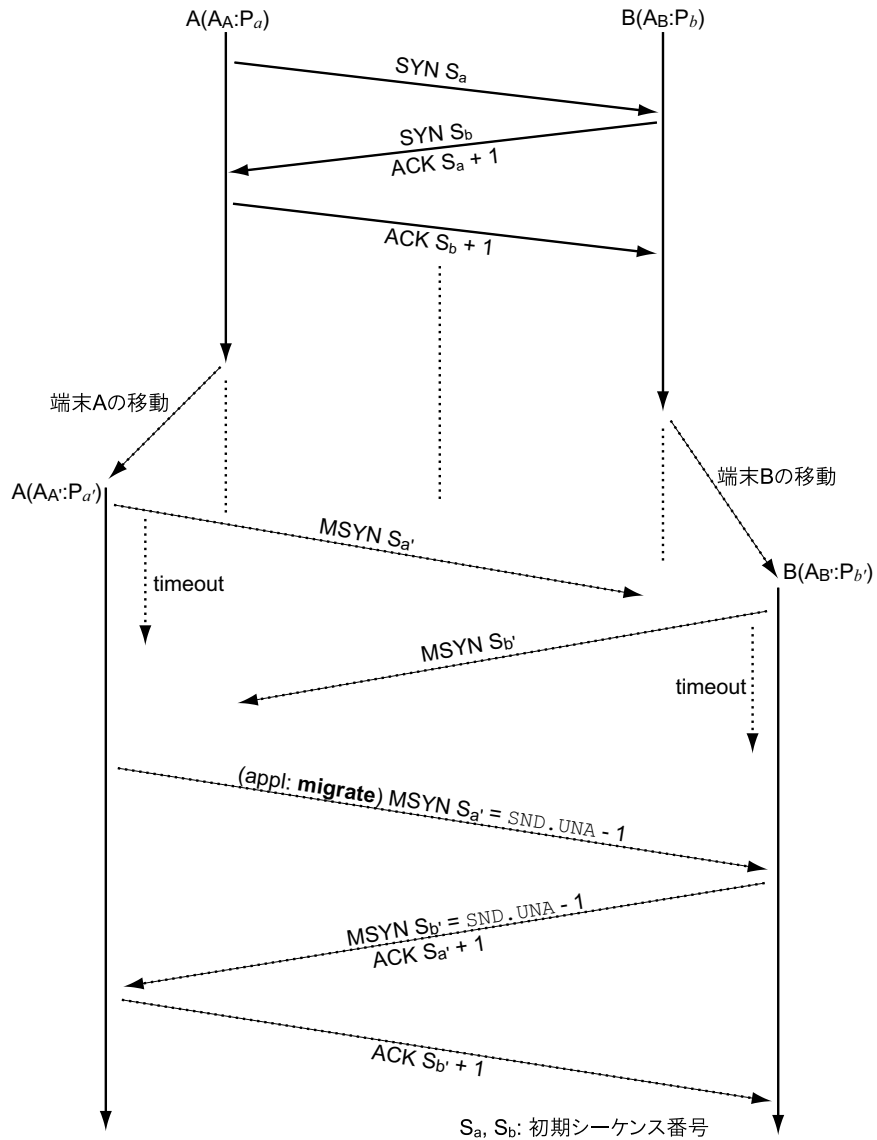 A(AA:Pa)
B(AB:Pb)
SYN Sa
SYN Sb
ACK Sa + 1
ACK Sb + 1
端末Aの移動
端末Bの移動
A(AA':Pa')
MSYN Sa'
timeout
B(AB':Pb')
MSYN Sb'
timeout
(appl: migrate) MSYN Sa' = SND.UNA - 1
MSYN Sb' = SND.UNA - 1
ACK Sa' + 1
ACK Sb' + 1
Sa, Sb: 初期シーケンス番号